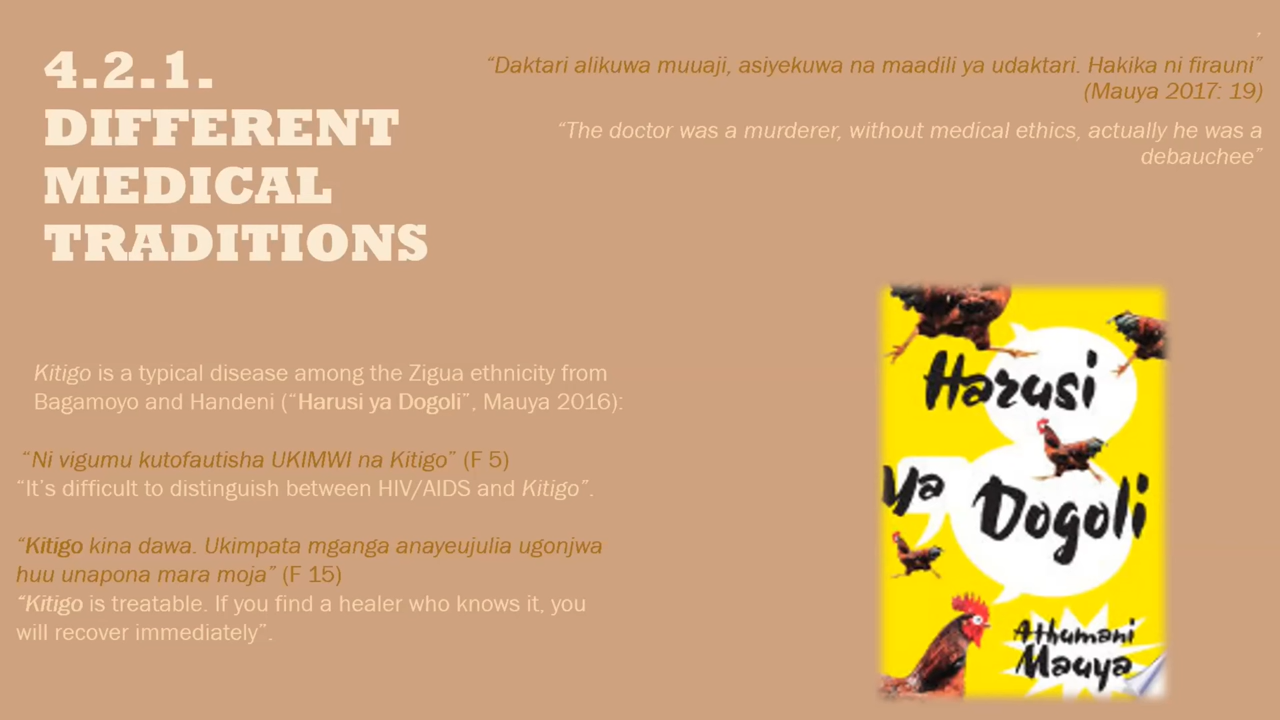 4.2.1.
DIFFERENT
MEDICAL
TRADITIONS
,
“Daktari alikuwa muuaji, asiyekuwa na maadili ya udaktari. Hakika ni firauni”
(Mauya 2017: 19)
“The doctor was a murderer, without medical ethics, actually he was a
debauchee”
Kitigo is a typical disease among the Zigua ethnicity from
Bagamoyo and Handeni (“Harusi ya Dogoli”, Mauya 2016):
“Ni vigumu kutofautisha UKIMWI na Kitigo” (F 5)
“It’s difficult to distinguish between HIV/AIDS and Kitigo”.
“Kitigo kina dawa. Ukimpata mganga anayeujulia ugonjwa
huu unapona mara moja” (F 15)
“Kitigo is treatable. If you find a healer who knows it, you
will recover immediately”.
Harusi
ya
Dogoli
Athumani
Mauya